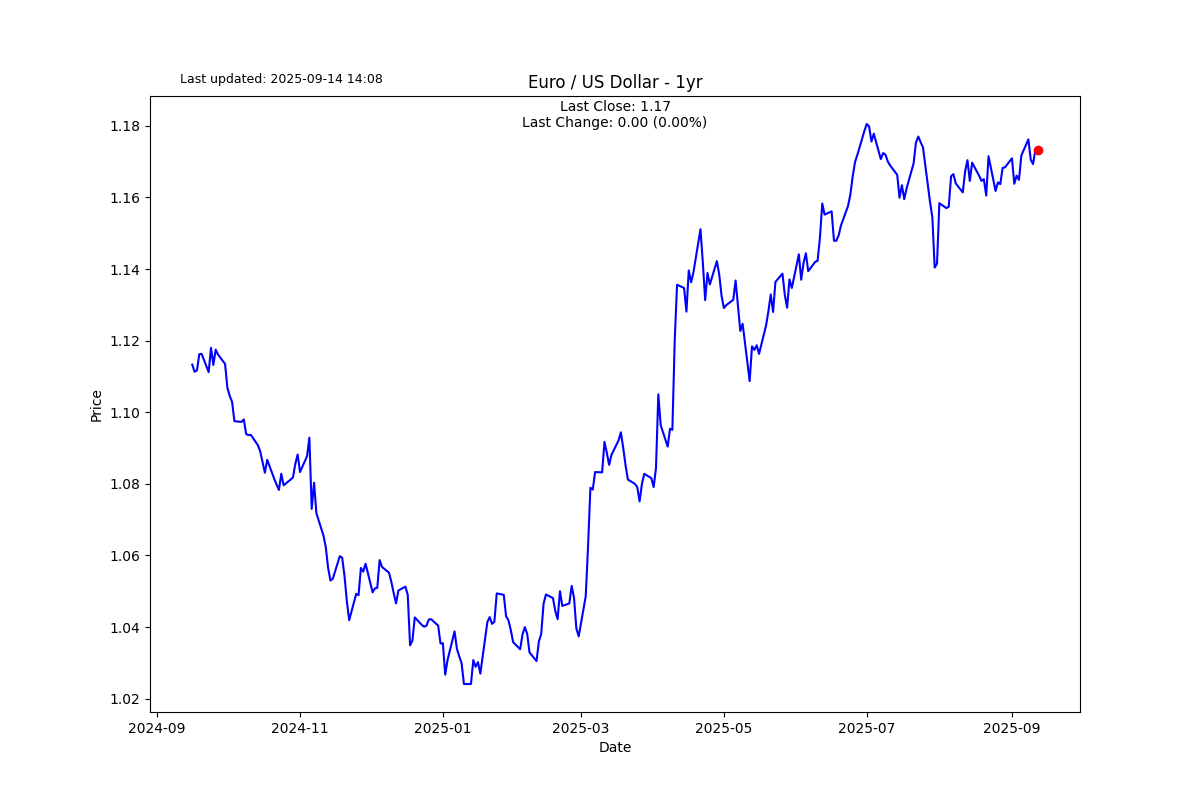 Last updated: 2025-09-14 14:08
Euro / US Dollar - 1yr
Last Close: 1.17
Last Change: 0.00 (0.00%)
1.18
1.16
1.14
1.12
1.10
1.08
1.06
1.04
1.02
Price
2024-09
2024-11
2025-01
2025-03
2025-05
2025-07
2025-09
Date